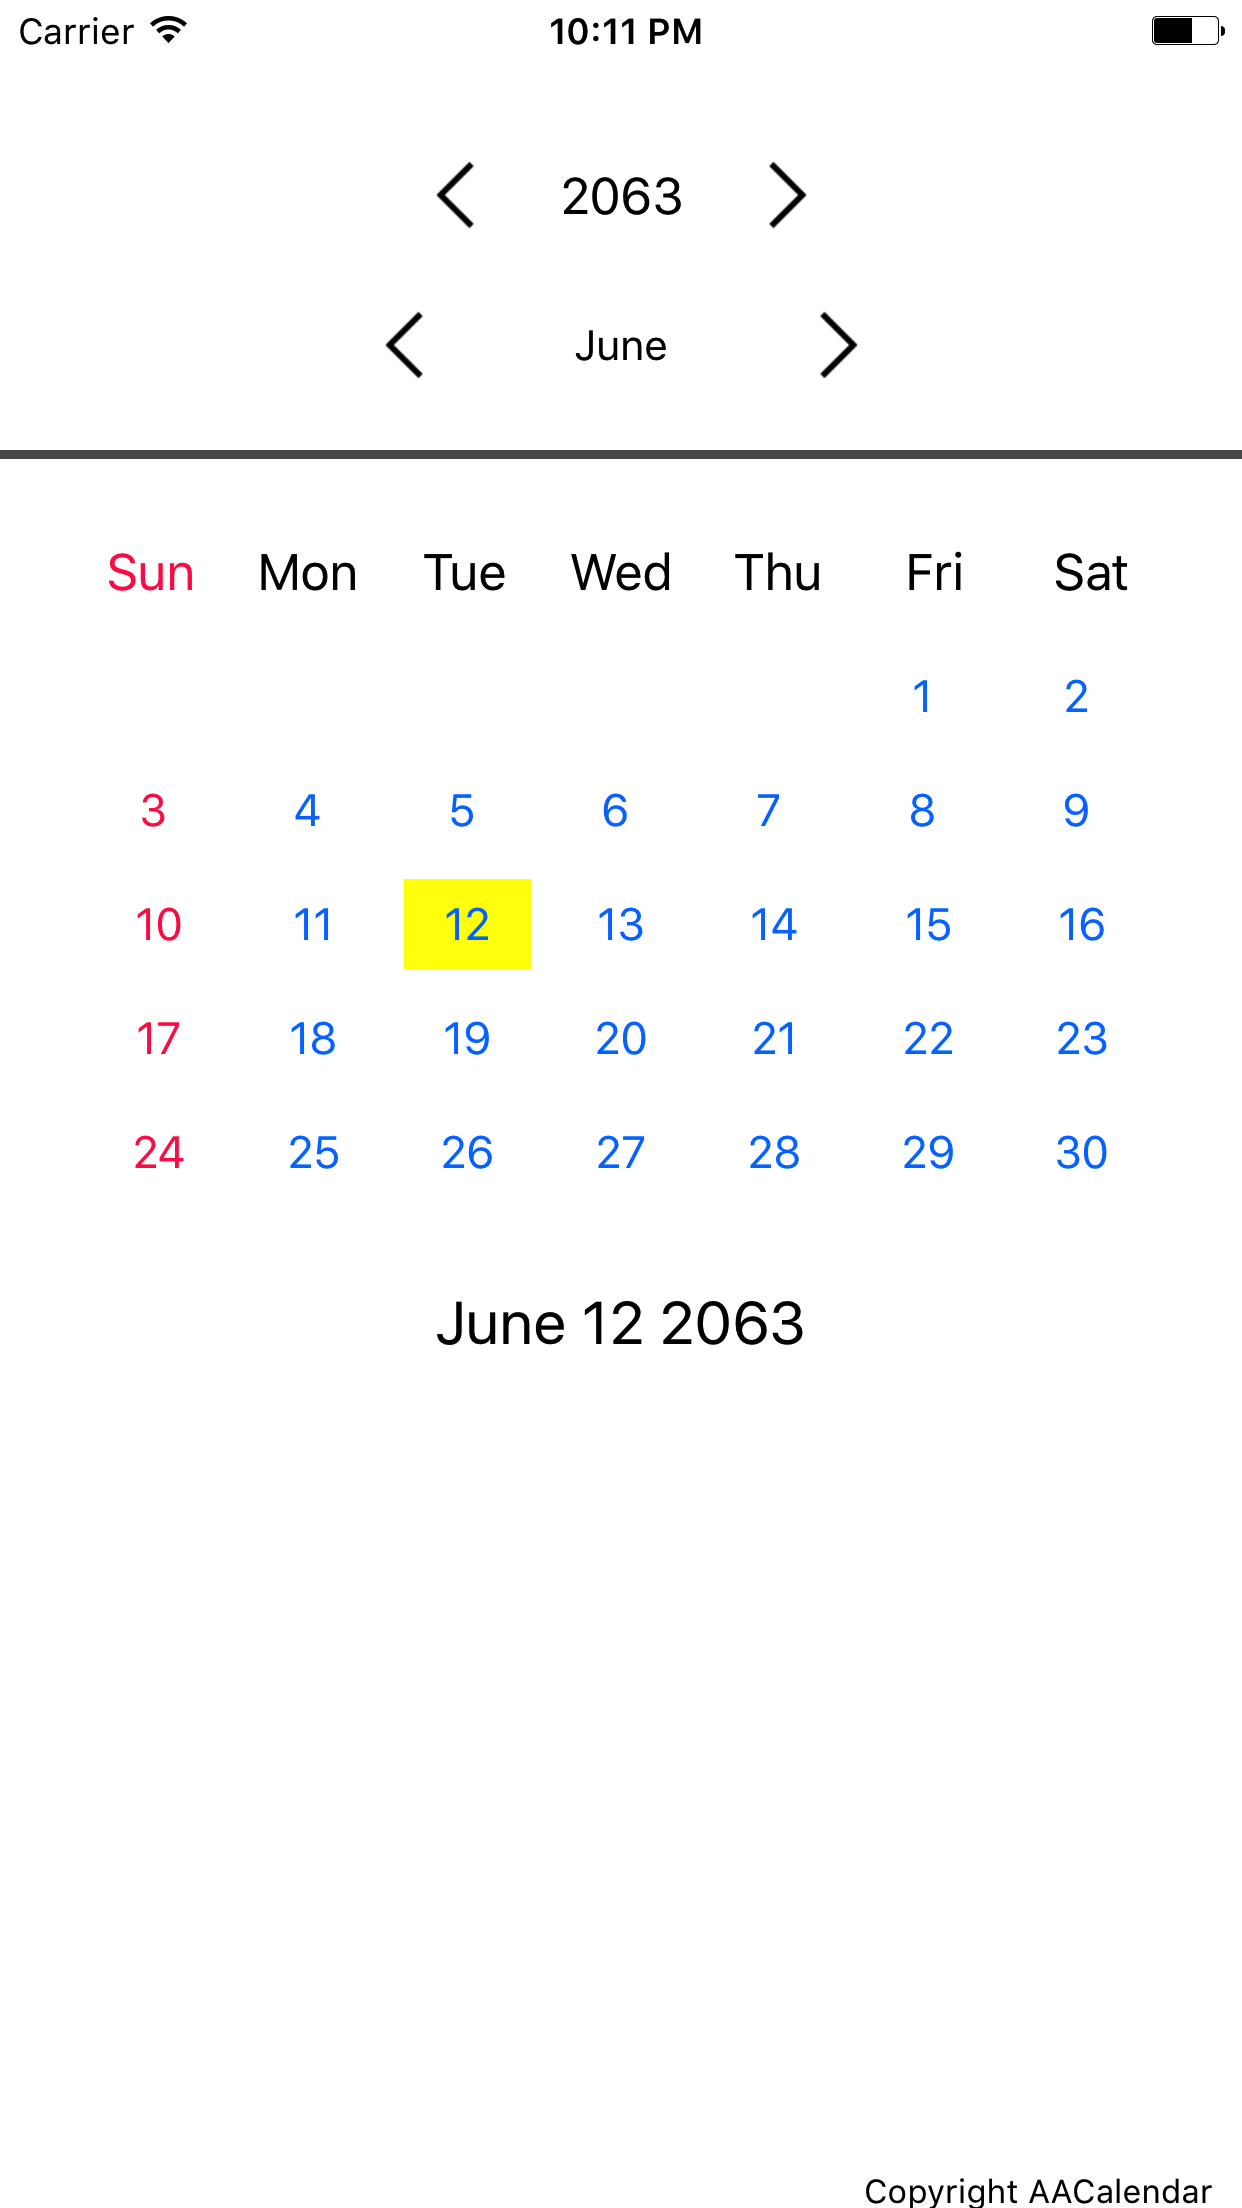 Carrier 10:11 PM
2063
June
Sun Mon Tue Wed Thu Fri Sat
1 2
3 4 5 6 7 8 9
10 11 12 13 14 15 16
17 18 19 20 21 22 23
24 25 26 27 28 29 30
June 12 2063
Copyright AACalendar